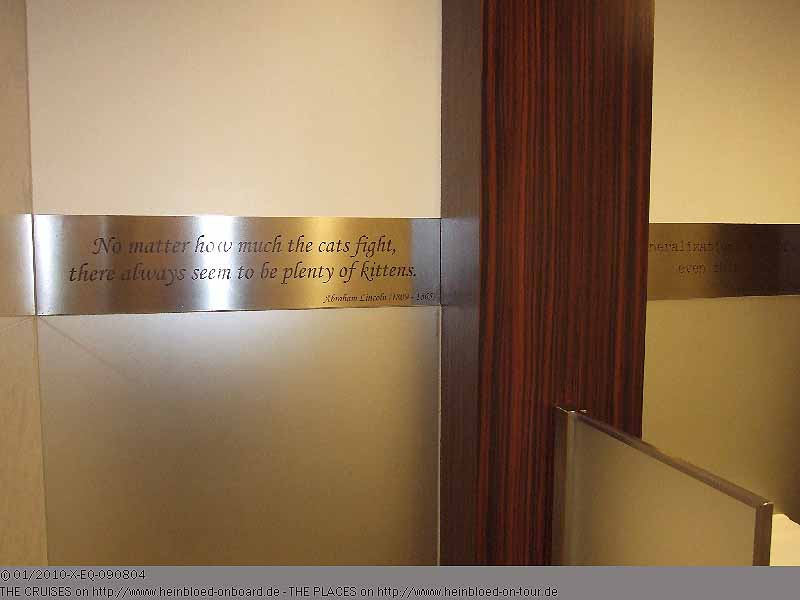 No matter how much the cats fight,
there always seem to be plenty of kittens.
Abraham Lincoln (1809 - 1865)
even this
©01/2010-X-EQ-090804
THE CRUISES on http://www.heinbloed-onboard.de - THE PLACES on http://www.heinbloed-on-tour.de